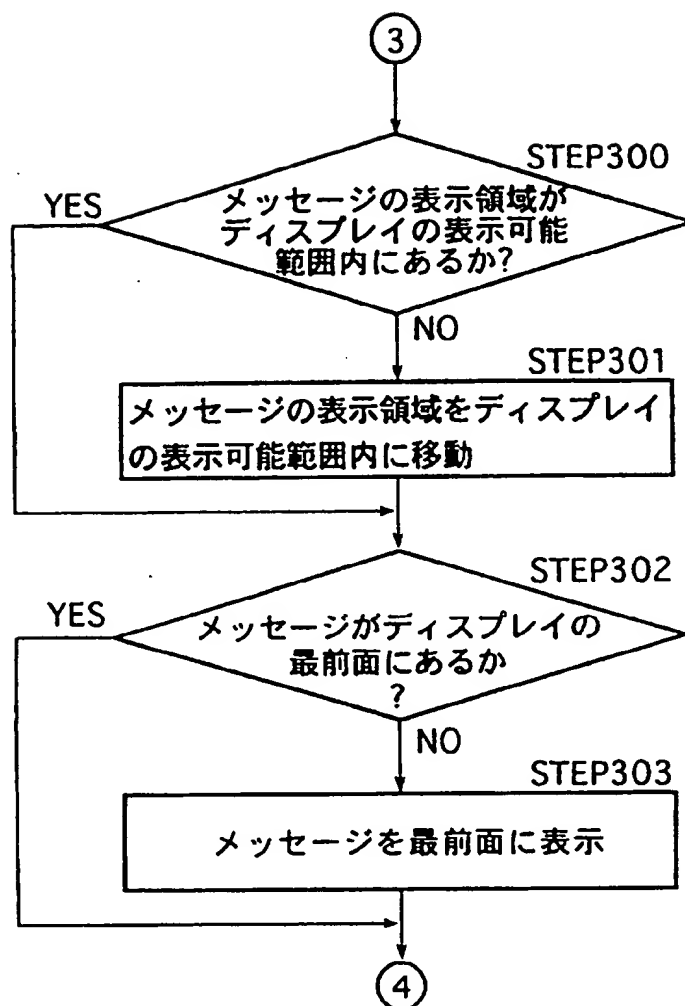 3
STEP300
YES
メッセージの表示領域が
ディスプレイの表示可能
範囲内にあるか?
NO
STEP301
メッセージの表示領域をディスプレイ
の表示可能範囲内に移動
STEP302
YES
メッセージがディスプレイの
最前面にあるか
?
NO
STEP303
メッセージを最前面に表示
4